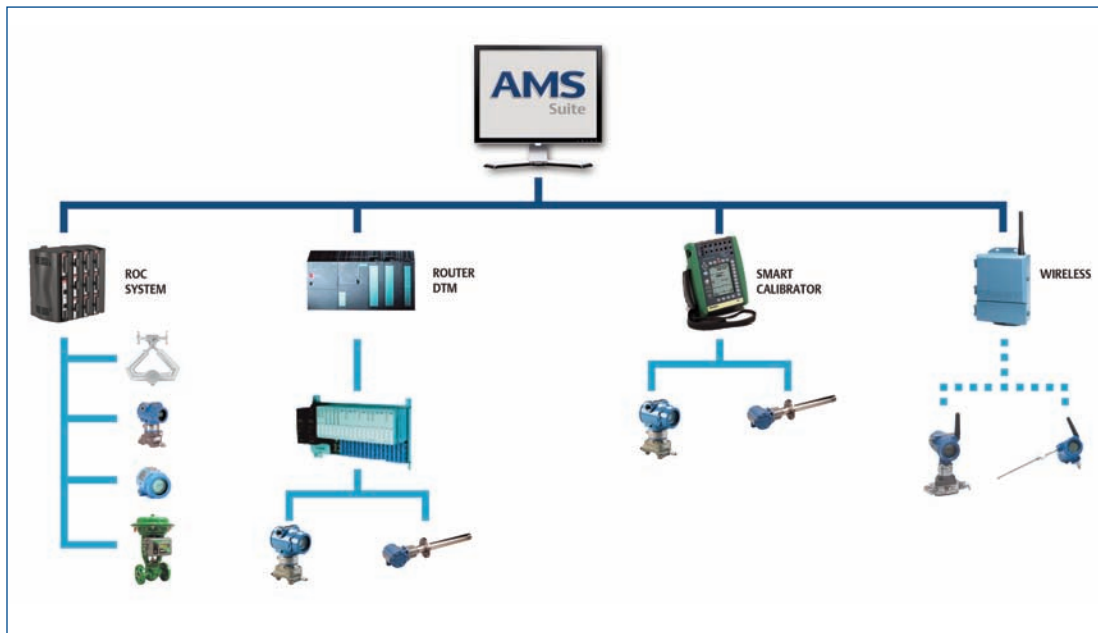 AMS
Suite
ROC
SYSTEM
ROUTER
DTM
SMART
CALIBRATOR
WIRELESS